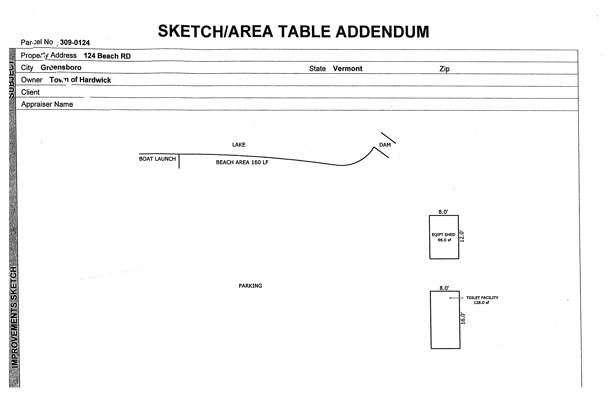 SKETCH/AREA TABLE ADDENDUM
Parcel No 309-0124
Property Address 124 Beach RD
City Greensboro State Vermont Zip
Owner Town of Hardwick
Client
Appraiser Name
SUBJECT
LAKE
DAM
BOAT LAUNCH
BEACH AREA 160 LF
8.0'
EQIPT SHED
96.0 sf
12.0'
PARKING
8.0'
TOILET FACILITY
128.0 sf
16.0'
IMPROVEMENTS SKETCH